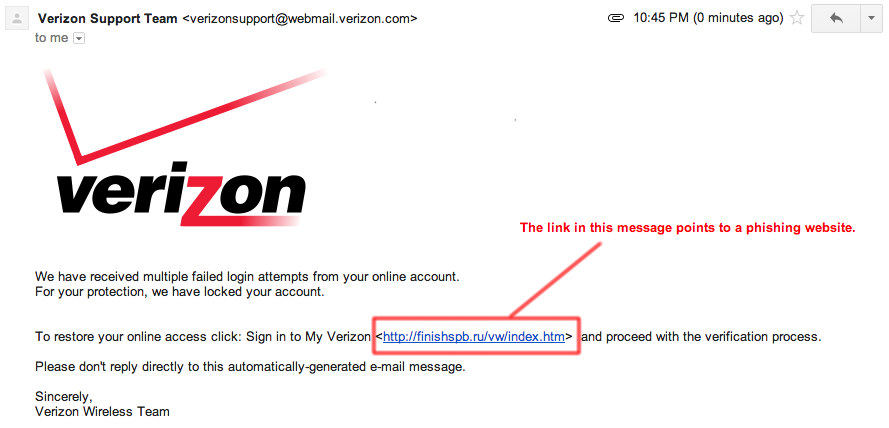 Verizon Support Team <verizonsupport@webmail.verizon.com> 10:45 PM (0 minutes ago)
to me
verizon
The link in this message points to a phishing website.
We have received multiple failed login attempts from your online account.
For your protection, we have locked your account.
To restore your online access click: Sign in to My Verizon <http://finishspb.ru/vw/index.htm> and proceed with the verification process.
Please don't reply directly to this automatically-generated e-mail message.
Sincerely,
Verizon Wireless Team